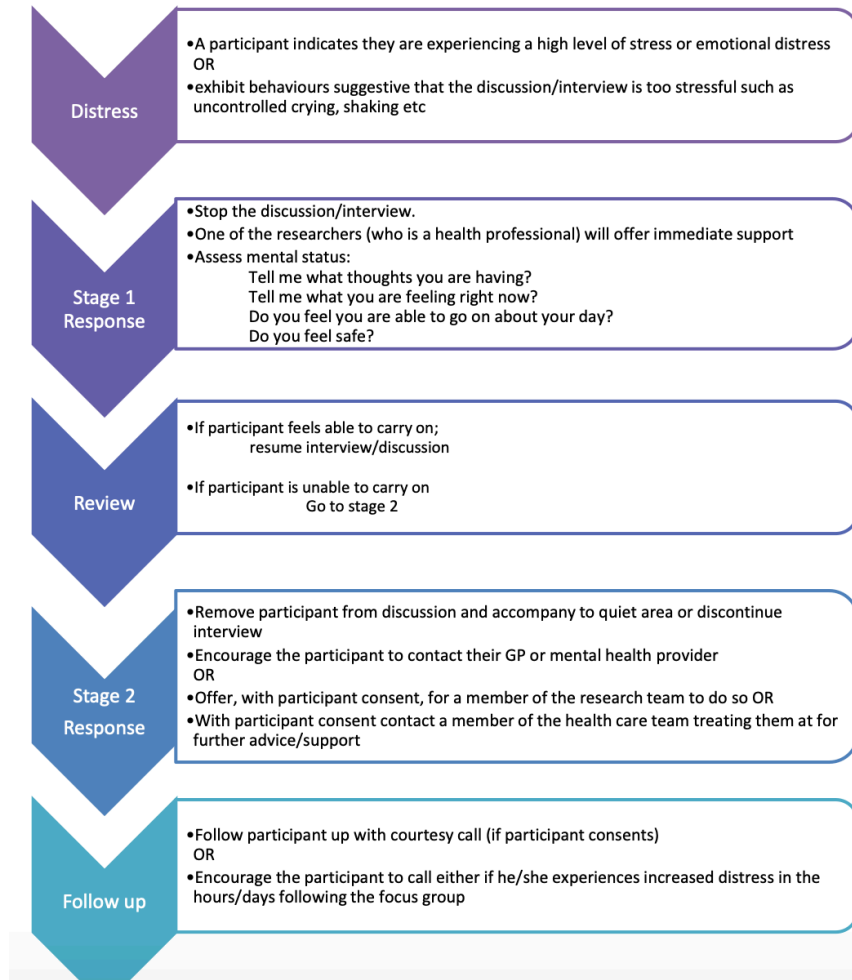 Distress
•A participant indicates they are experiencing a high level of stress or emotional distress
OR
•exhibit behaviours suggestive that the discussion/interview is too stressful such as
uncontrolled crying, shaking etc
Stage 1
Response
•Stop the discussion/interview.
•One of the researchers (who is a health professional) will offer immediate support
•Assess mental status:
Tell me what thoughts you are having?
Tell me what you are feeling right now?
Do you feel you are able to go on about your day?
Do you feel safe?
Review
•If participant feels able to carry on;
resume interview/discussion
•If participant is unable to carry on
Go to stage 2
Stage 2
Response
•Remove participant from discussion and accompany to quiet area or discontinue
interview
•Encourage the participant to contact their GP or mental health provider
OR
•Offer, with participant consent, for a member of the research team to do so OR
•With participant consent contact a member of the health care team treating them at for
further advice/support
Follow up
•Follow participant up with courtesy call (if participant consents)
OR
•Encourage the participant to call either if he/she experiences increased distress in the
hours/days following the focus group